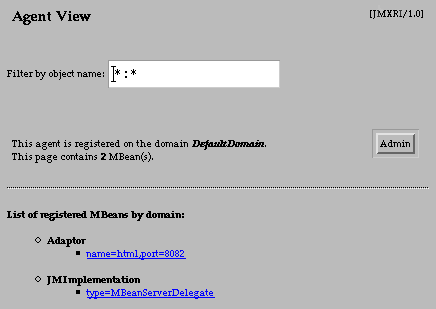 Agent View
[JMXRI/1.0]
Filter by object name: *:*
This agent is registered on the domain DefaultDomain.
This page contains 2 MBean(s).
Admin
List of registered MBeans by domain:
Adaptor
name=html,port=8082
JMImplementation
type=MBeanServerDelegate